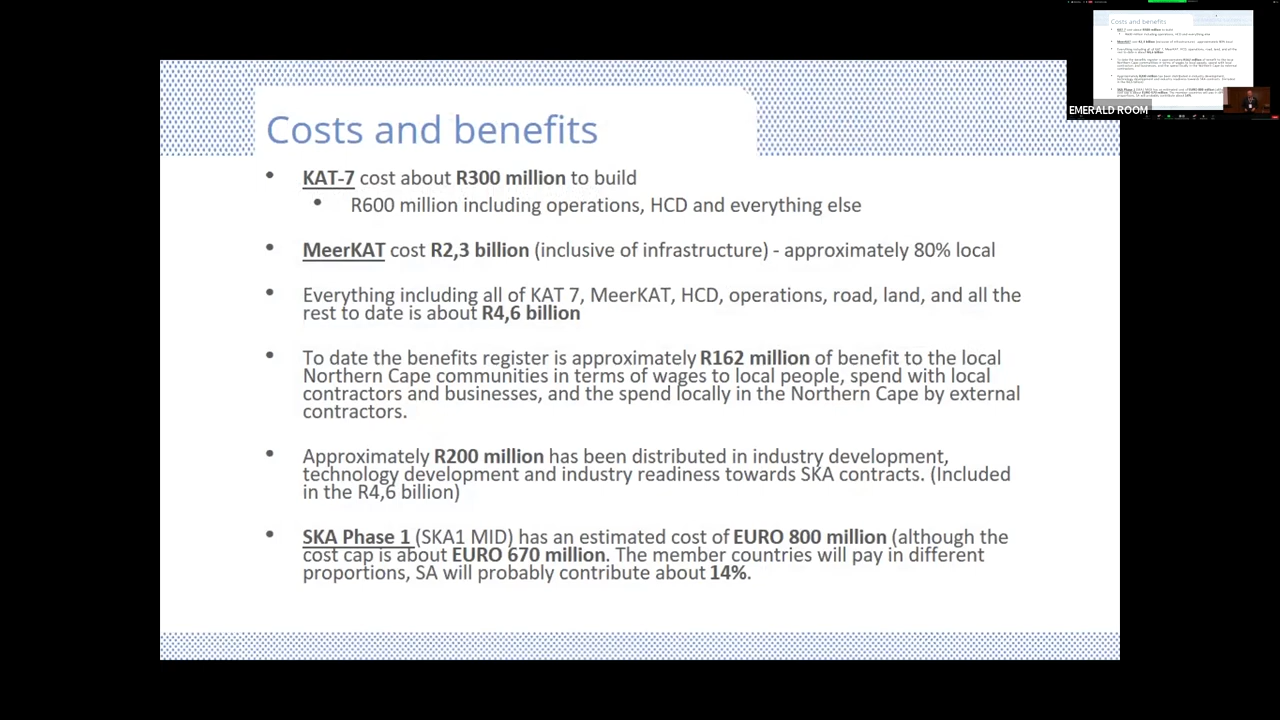 Costs and benefits
• KAT-7 cost about R300 million to build
• R600 million including operations, HCD and everything else
• MeerKAT cost R2,3 billion (inclusive of infrastructure) - approximately 80% local
• Everything including all of KAT 7, MeerKAT, HCD, operations, road, land, and all the
rest to date is about R4,6 billion
• To date the benefits register is approximately R162 million of benefit to the local
Northern Cape communities in terms of wages to local people, spend with local
contractors and businesses, and the spend locally in the Northern Cape by external
contractors.
• Approximately R200 million has been distributed in industry development,
technology development and industry readiness towards SKA contracts. (Included
in the R4,6 billion)
• SKA Phase 1 (SKA1 MID) has an estimated cost of EURO 800 million (although the
cost cap is about EURO 670 million. The member countries will pay in different
proportions, SA will probably contribute about 14%.
Costs and benefits
EMERALD ROOM